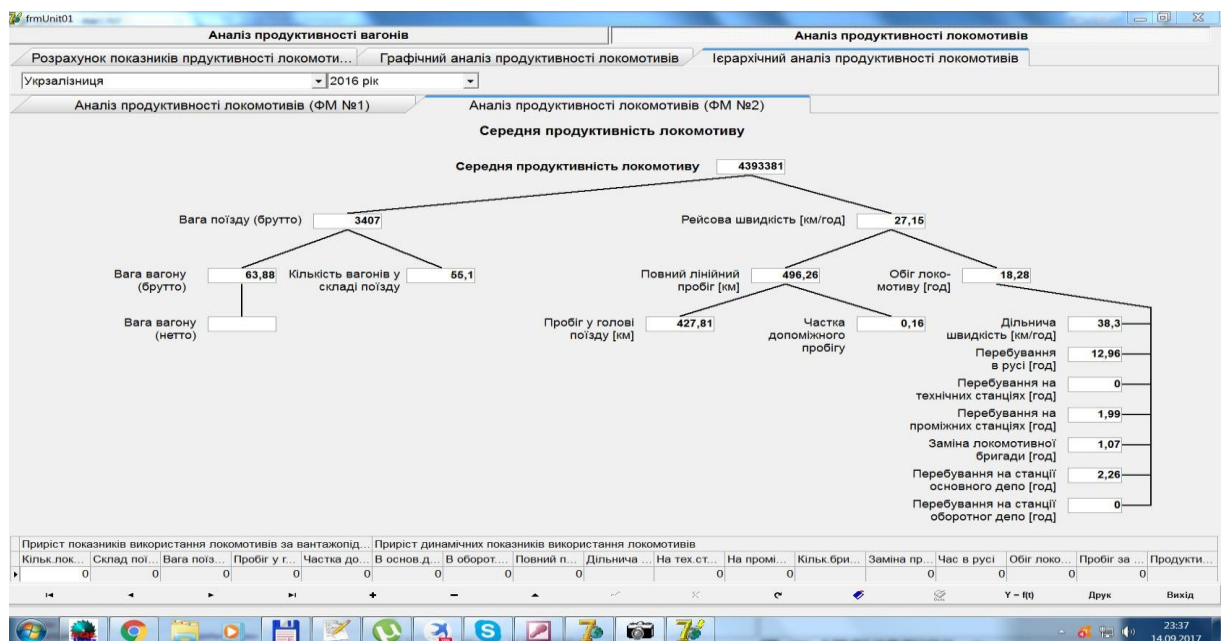 frmUnit01
Аналіз продуктивності вагонів Аналіз продуктивності локомотивів
Розрахунок показників прдуктивності локомоти... Графічний аналіз продуктивності локомотивів Ієрархічний аналіз продуктивності локомотивів
Укрзалізниця 2016 рік
Аналіз продуктивності локомотивів (ФМ №1) Аналіз продуктивності локомотивів (ФМ №2)
Середня продуктивність локомотиву
Середня продуктивність локомотиву 4393381
Вага поїзду (брутто) 3407 Рейсова швидкість [км/год] 27,15
Вага вагону (брутто) 63,88 Кількість вагонів у складі поїзду 55,1 Повний лінійний пробіг [км] 496,26 Обіг локо-мотиву [год] 18,28
Вага вагону (нетто) Пробіг у голові поїзду [км] 427,81 Частка допоміжного пробігу 0,16 Дільнича швидкість [км/год] 38,3
Перебування в русі [год] 12,96
Перебування на технічних станціях [год] 0
Перебування на проміжних станціях [год] 1,99
Заміна локомотивної бригади [год] 1,07
Перебування на станції основного депо [год] 2,26
Перебування на станції оборотног депо [год] 0
Приріст показників використання локомотивів за вантажопід... Приріст динамічних показників використання локомотивів
Кільк.лок... Склад пої... Вага поїз... Пробіг у г... Частка до... В основ.д... В оборот.... Повний п... Дільнича ... На тех.ст... На промі... Кільк.бри... Заміна пр... Час в русі Обіг локо... Пробіг за ... Продукти...
0 0 0 0 0 0 0 0 0 0 0 0 0 0 0 0
Y = f(t) Друк Вихід
23:37
14.09.2017